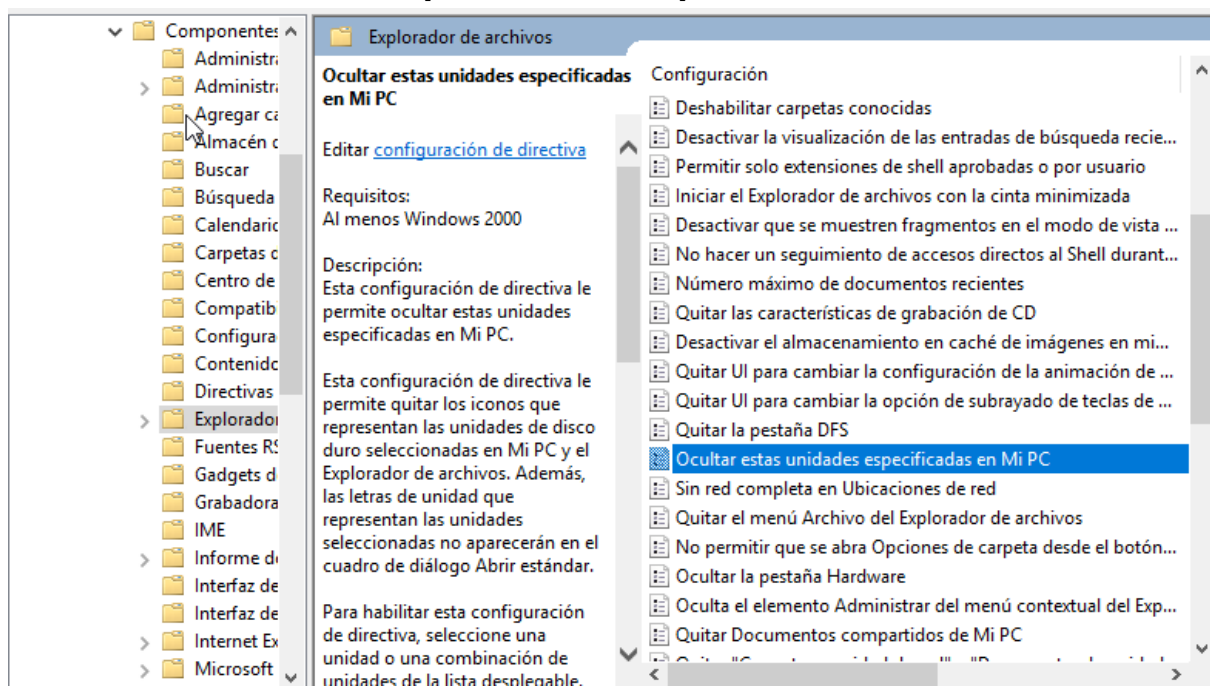 Componentes
Administra
Administra
Agregar ca
Almacén d
Buscar
Búsqueda
Calendario
Carpetas d
Centro de
Compatib
Configura
Contenido
Directivas
Explorador
Fuentes RS
Gadgets d
Grabadora
IME
Informe de
Interfaz de
Interfaz de
Internet Ex
Microsoft
Explorador de archivos
Ocultar estas unidades especificadas
en Mi PC
Editar configuración de directiva
Requisitos:
Al menos Windows 2000
Descripción:
Esta configuración de directiva le
permite ocultar estas unidades
especificadas en Mi PC.
Esta configuración de directiva le
permite quitar los iconos que
representan las unidades de disco
duro seleccionadas en Mi PC y el
Explorador de archivos. Además,
las letras de unidad que
representan las unidades
seleccionadas no aparecerán en el
cuadro de diálogo Abrir estándar.
Para habilitar esta configuración
de directiva, seleccione una
unidad o una combinación de
unidades de la lista desplegable.
Configuración
Deshabilitar carpetas conocidas
Desactivar la visualización de las entradas de búsqueda recie...
Permitir solo extensiones de shell aprobadas o por usuario
Iniciar el Explorador de archivos con la cinta minimizada
Desactivar que se muestren fragmentos en el modo de vista ...
No hacer un seguimiento de accesos directos al Shell durant...
Número máximo de documentos recientes
Quitar las características de grabación de CD
Desactivar el almacenamiento en caché de imágenes en mi...
Quitar UI para cambiar la configuración de la animación de ...
Quitar UI para cambiar la opción de subrayado de teclas de ...
Quitar la pestaña DFS
Ocultar estas unidades especificadas en Mi PC
Sin red completa en Ubicaciones de red
Quitar el menú Archivo del Explorador de archivos
No permitir que se abra Opciones de carpeta desde el botón...
Ocultar la pestaña Hardware
Oculta el elemento Administrar del menú contextual del Exp...
Quitar Documentos compartidos de Mi PC